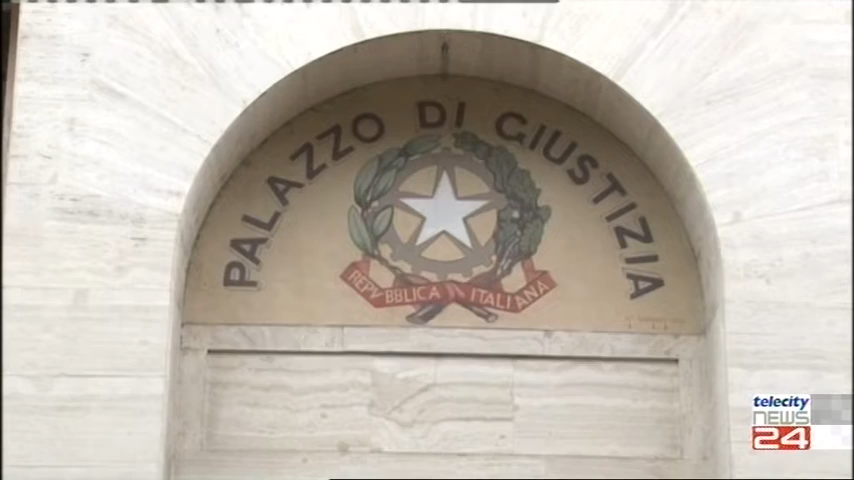 PALAZZO DI GIUSTIZIA
REPVBBLICA ITALIANA
telecity
NEWS
24